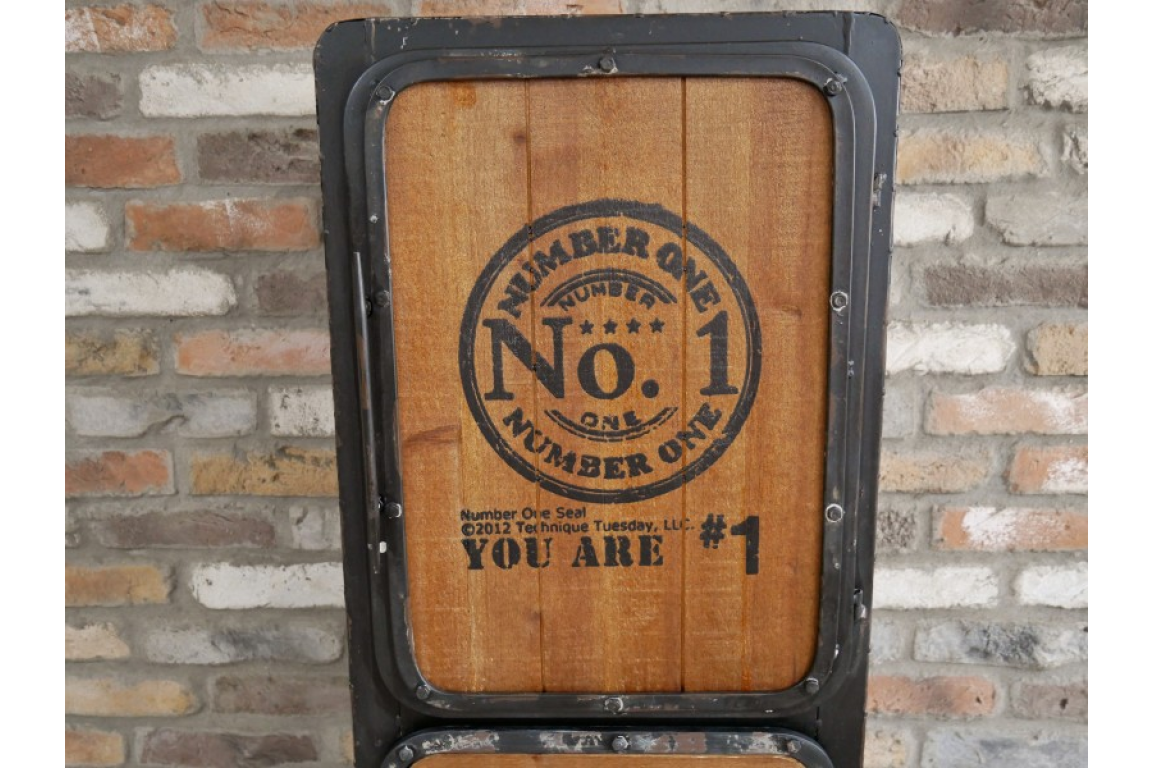 NUMBER ONE
NUMBER
No. 1
ONE
NUMBER ONE
Number One Seal
©2012 Technique Tuesday, LLC.
YOU ARE #1